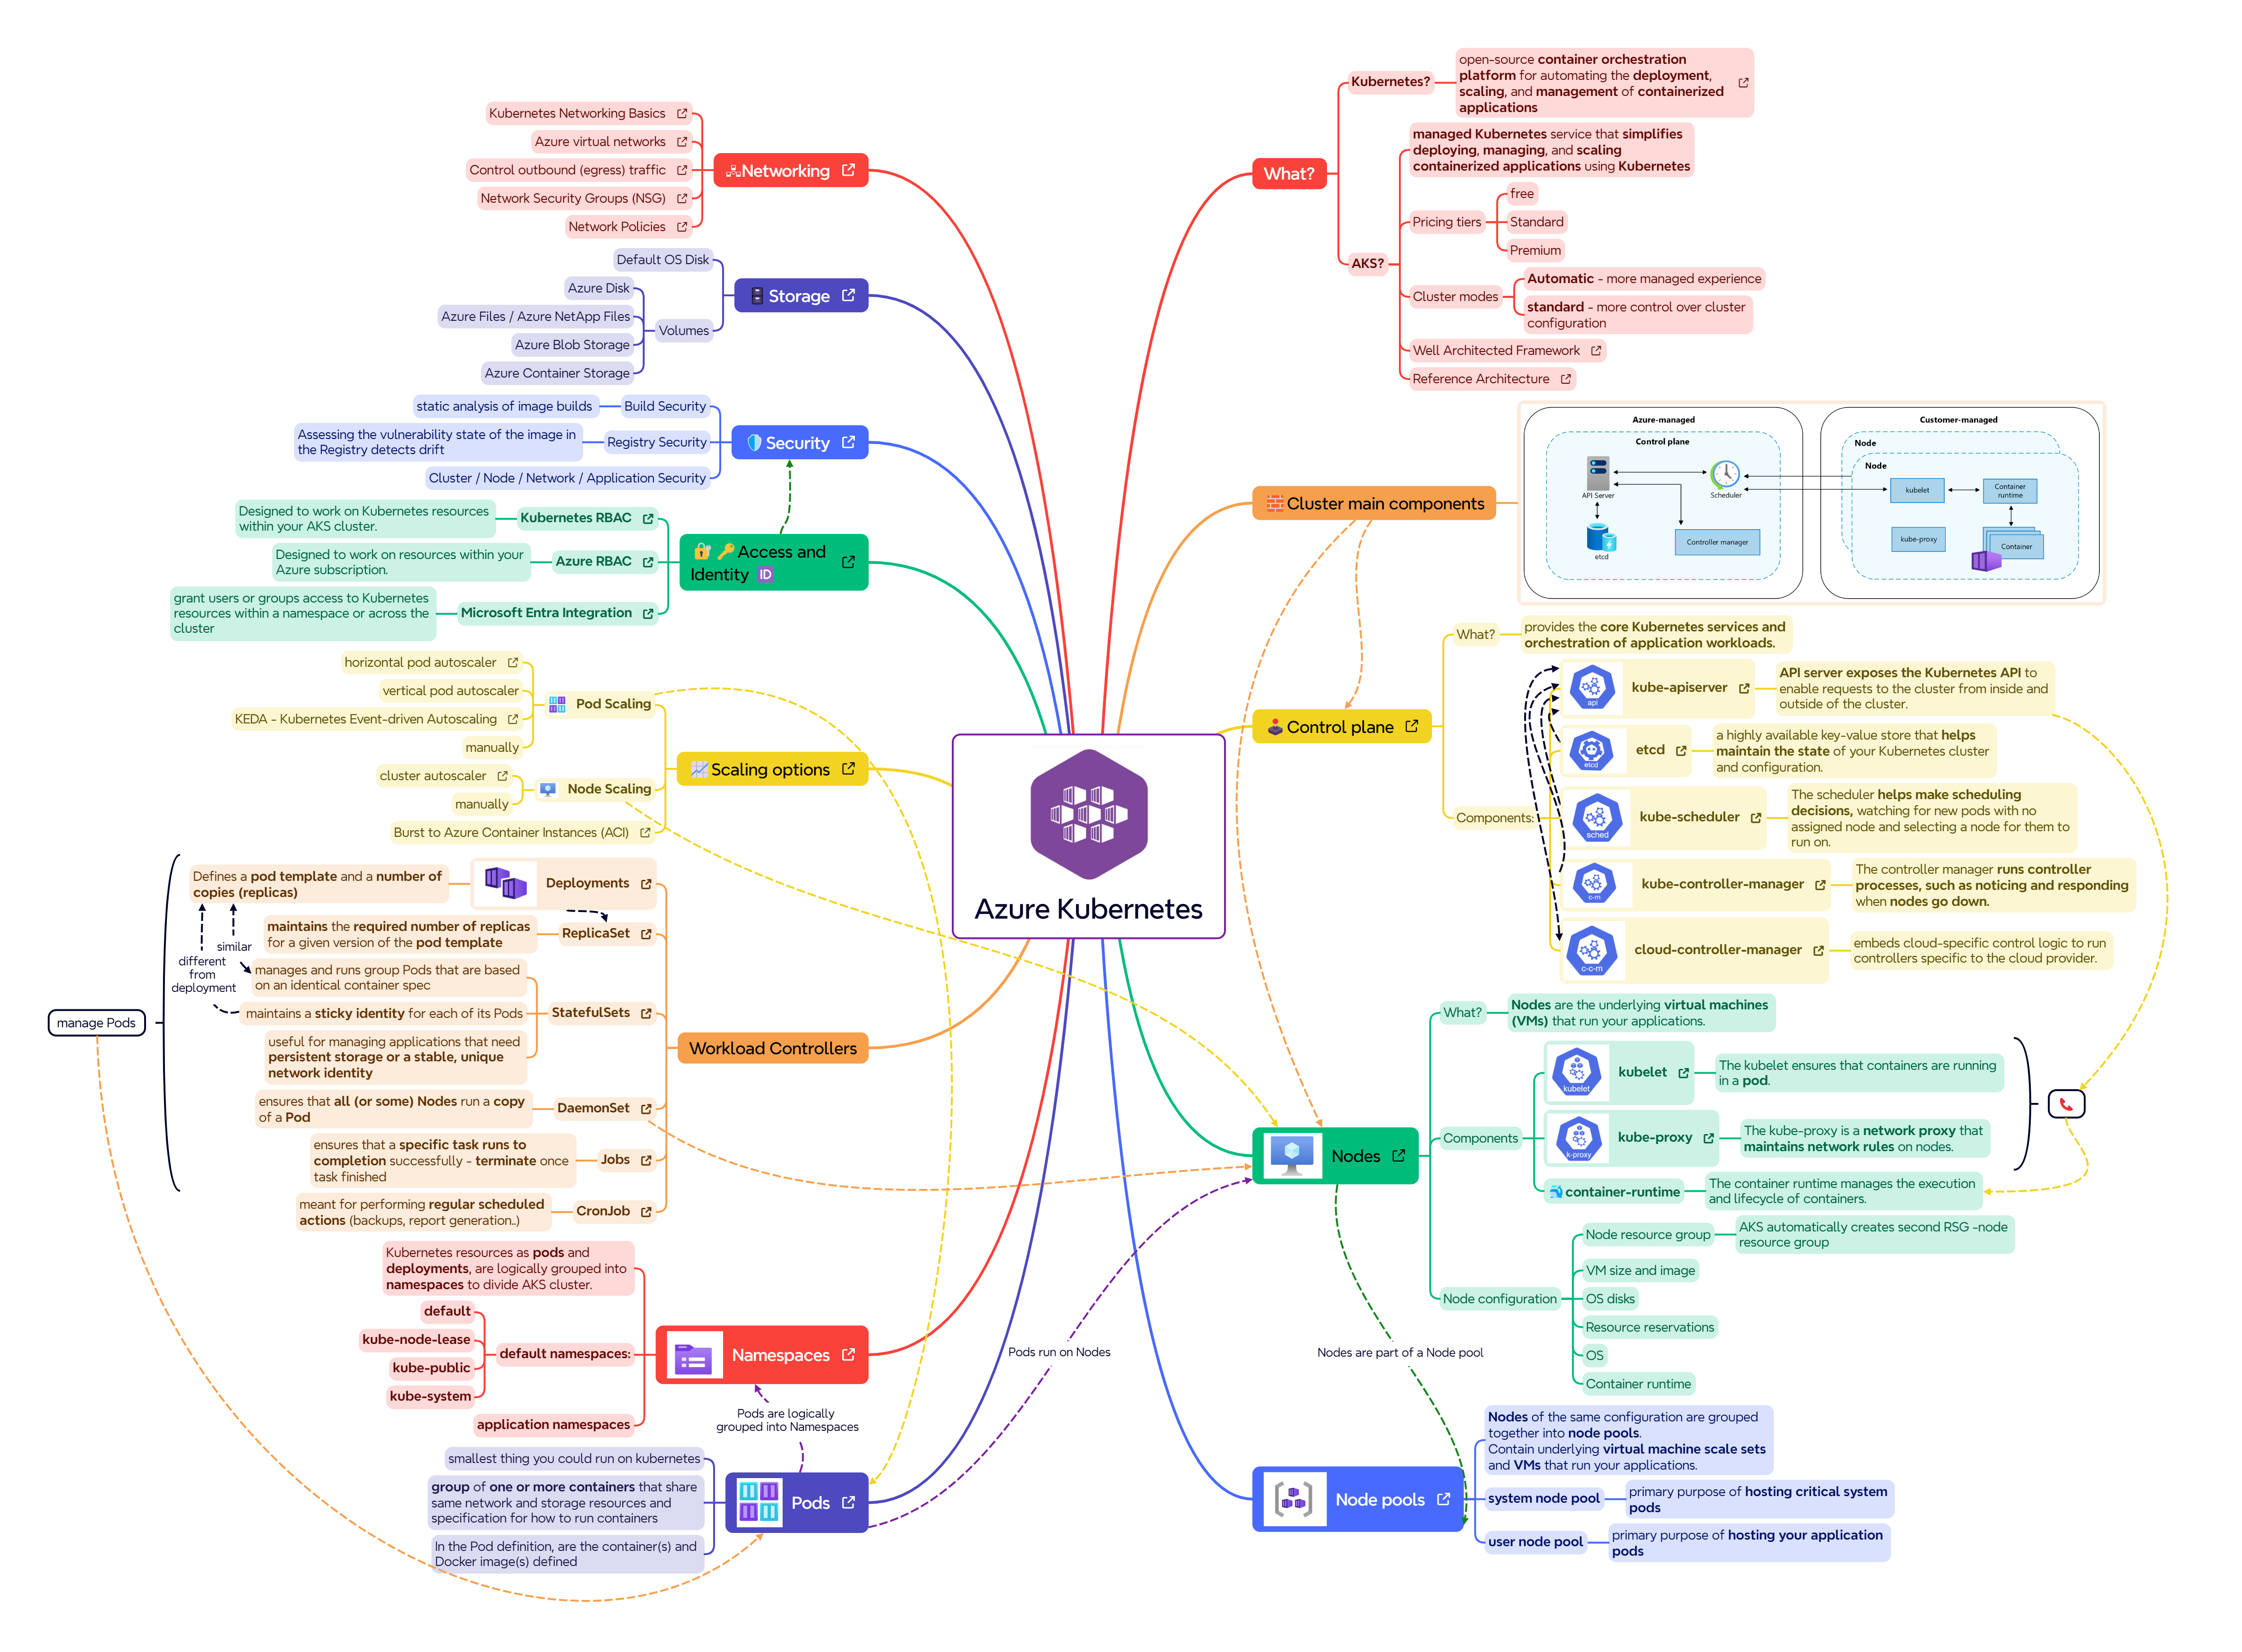 Azure Kubernetes
What?
Kubernetes?
open-source container orchestration
platform for automating the deployment,
scaling, and management of containerized
applications
AKS?
managed Kubernetes service that simplifies
deploying, managing, and scaling
containerized applications using Kubernetes
Pricing tiers
free
Standard
Premium
Cluster modes
Automatic - more managed experience
standard - more control over cluster
configuration
Well Architected Framework
Reference Architecture
Cluster main components
Azure-managed
Control plane
API Server
Scheduler
etcd
Controller manager
Customer-managed
Node
Node
kubelet
Container
runtime
kube-proxy
Container
Control plane
What?
provides the core Kubernetes services and
orchestration of application workloads.
Components:
api
kube-apiserver
API server exposes the Kubernetes API to
enable requests to the cluster from inside and
outside of the cluster.
etcd
etcd
a highly available key-value store that helps
maintain the state of your Kubernetes cluster
and configuration.
sched
kube-scheduler
The scheduler helps make scheduling
decisions, watching for new pods with no
assigned node and selecting a node for them to
run on.
c-m
kube-controller-manager
The controller manager runs controller
processes, such as noticing and responding
when nodes go down.
c-c-m
cloud-controller-manager
embeds cloud-specific control logic to run
controllers specific to the cloud provider.
Nodes
What?
Nodes are the underlying virtual machines
(VMs) that run your applications.
Components
kubelet
kubelet
The kubelet ensures that containers are running
in a pod.
k-proxy
kube-proxy
The kube-proxy is a network proxy that
maintains network rules on nodes.
container-runtime
The container runtime manages the execution
and lifecycle of containers.
Node configuration
Node resource group
AKS automatically creates second RSG -node
resource group
VM size and image
OS disks
Resource reservations
OS
Container runtime
Nodes are part of a Node pool
Node pools
Nodes of the same configuration are grouped
together into node pools.
Contain underlying virtual machine scale sets
and VMs that run your applications.
system node pool
primary purpose of hosting critical system
pods
user node pool
primary purpose of hosting your application
pods
Networking
Kubernetes Networking Basics
Azure virtual networks
Control outbound (egress) traffic
Network Security Groups (NSG)
Network Policies
Storage
Default OS Disk
Volumes
Azure Disk
Azure Files / Azure NetApp Files
Azure Blob Storage
Azure Container Storage
Security
Build Security
static analysis of image builds
Registry Security
Assessing the vulnerability state of the image in
the Registry detects drift
Cluster / Node / Network / Application Security
Access and
Identity ID
Kubernetes RBAC
Designed to work on Kubernetes resources
within your AKS cluster.
Azure RBAC
Designed to work on resources within your
Azure subscription.
Microsoft Entra Integration
grant users or groups access to Kubernetes
resources within a namespace or across the
cluster
Scaling options
Pod Scaling
horizontal pod autoscaler
vertical pod autoscaler
KEDA - Kubernetes Event-driven Autoscaling
manually
Node Scaling
cluster autoscaler
manually
Burst to Azure Container Instances (ACI)
Workload Controllers
Deployments
Defines a pod template and a number of
copies (replicas)
ReplicaSet
maintains the required number of replicas
for a given version of the pod template
similar
different
from
deployment
StatefulSets
manages and runs group Pods that are based
on an identical container spec
maintains a sticky identity for each of its Pods
useful for managing applications that need
persistent storage or a stable, unique
network identity
DaemonSet
ensures that all (or some) Nodes run a copy
of a Pod
Jobs
ensures that a specific task runs to
completion successfully - terminate once
task finished
CronJob
meant for performing regular scheduled
actions (backups, report generation..)
manage Pods
Namespaces
Kubernetes resources as pods and
deployments, are logically grouped into
namespaces to divide AKS cluster.
default namespaces:
default
kube-node-lease
kube-public
kube-system
application namespaces
Pods are logically
grouped into Namespaces
Pods run on Nodes
Pods
smallest thing you could run on kubernetes
group of one or more containers that share
same network and storage resources and
specification for how to run containers
In the Pod definition, are the container(s) and
Docker image(s) defined